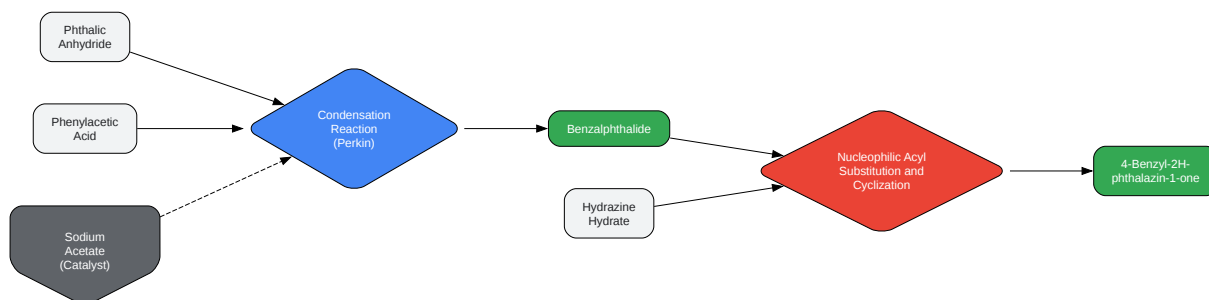 Phthalic
Anhydride
Phenylacetic
Acid
Sodium
Acetate
(Catalyst)
Condensation
Reaction
(Perkin)
Benzalphthalide
Hydrazine
Hydrate
Nucleophilic Acyl
Substitution and
Cyclization
4-Benzyl-2H-
phthalazin-1-one